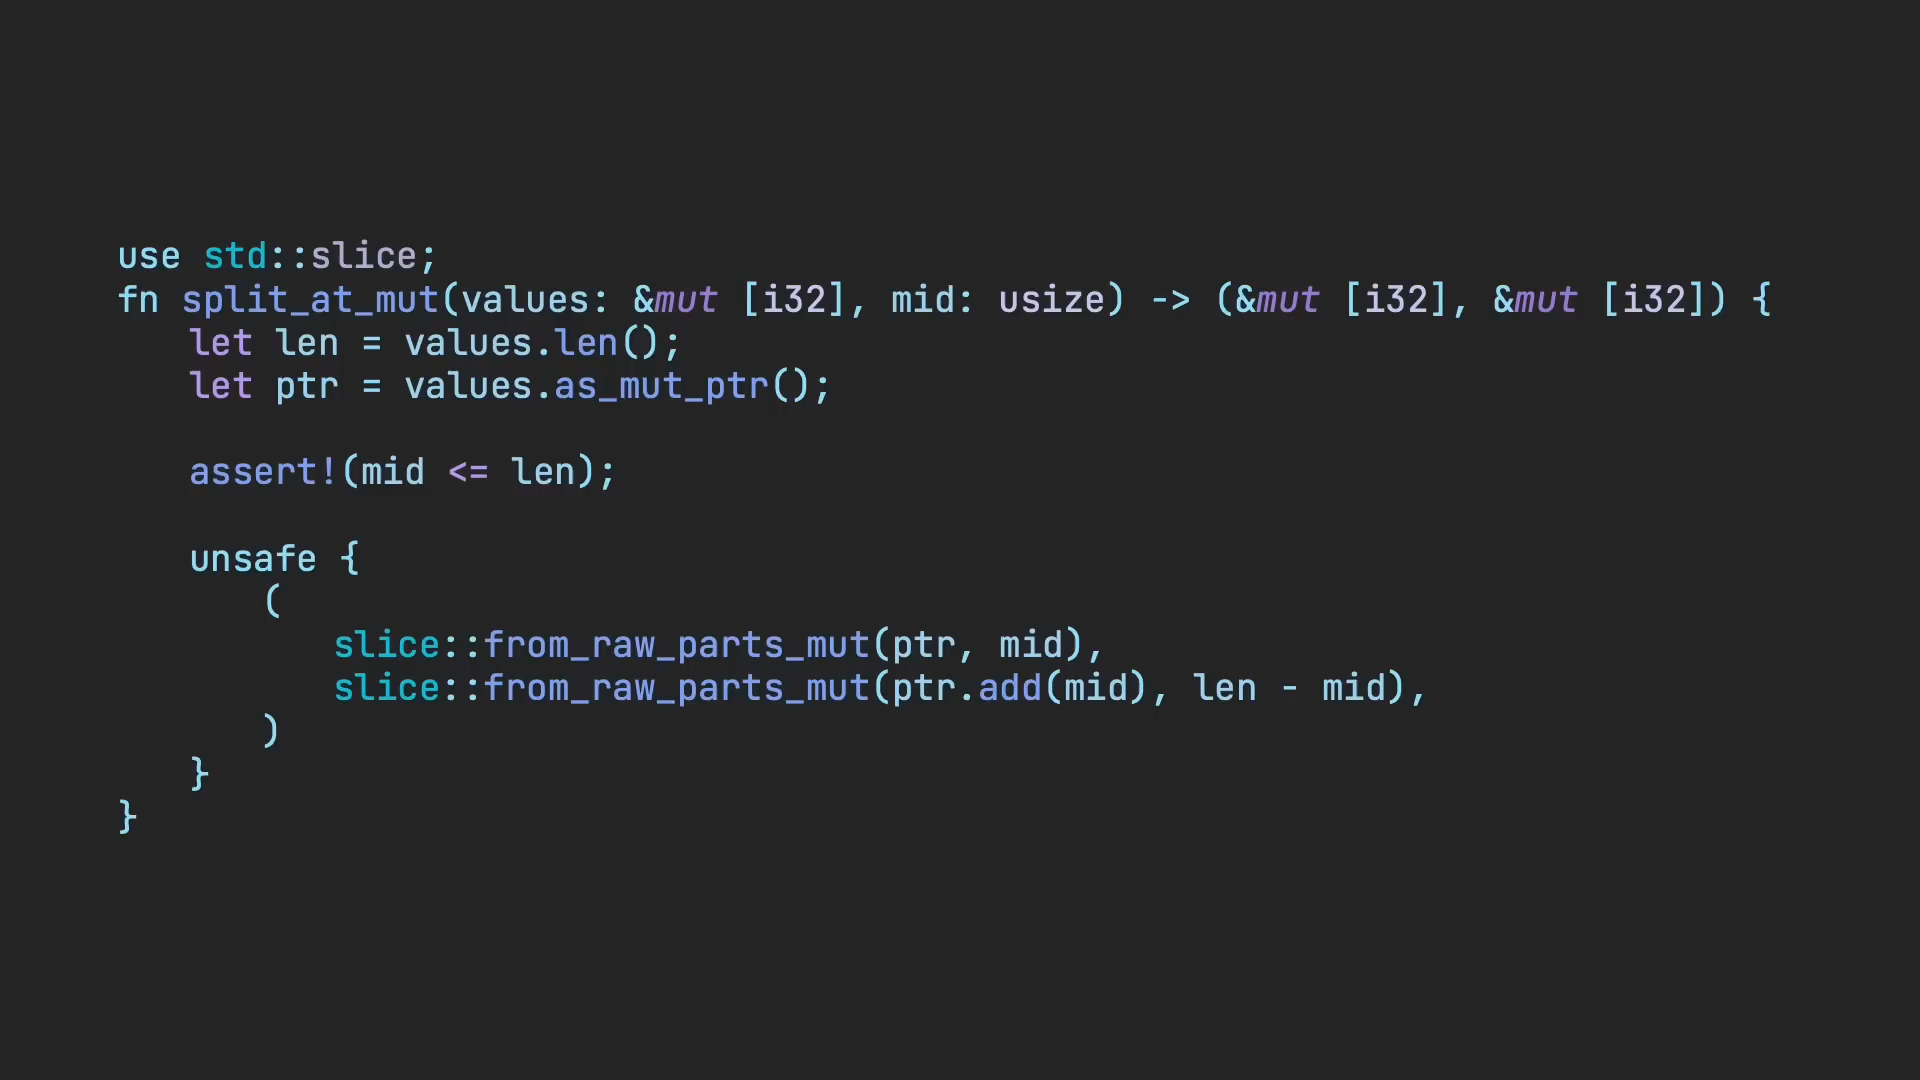 use std::slice;
fn split_at_mut(values: &mut [i32], mid: usize) -> (&mut [i32], &mut [i32]) {
    let len = values.len();
    let ptr = values.as_mut_ptr();

    assert!(mid <= len);

    unsafe {
        (
            slice::from_raw_parts_mut(ptr, mid),
            slice::from_raw_parts_mut(ptr.add(mid), len - mid),
        )
    }
}